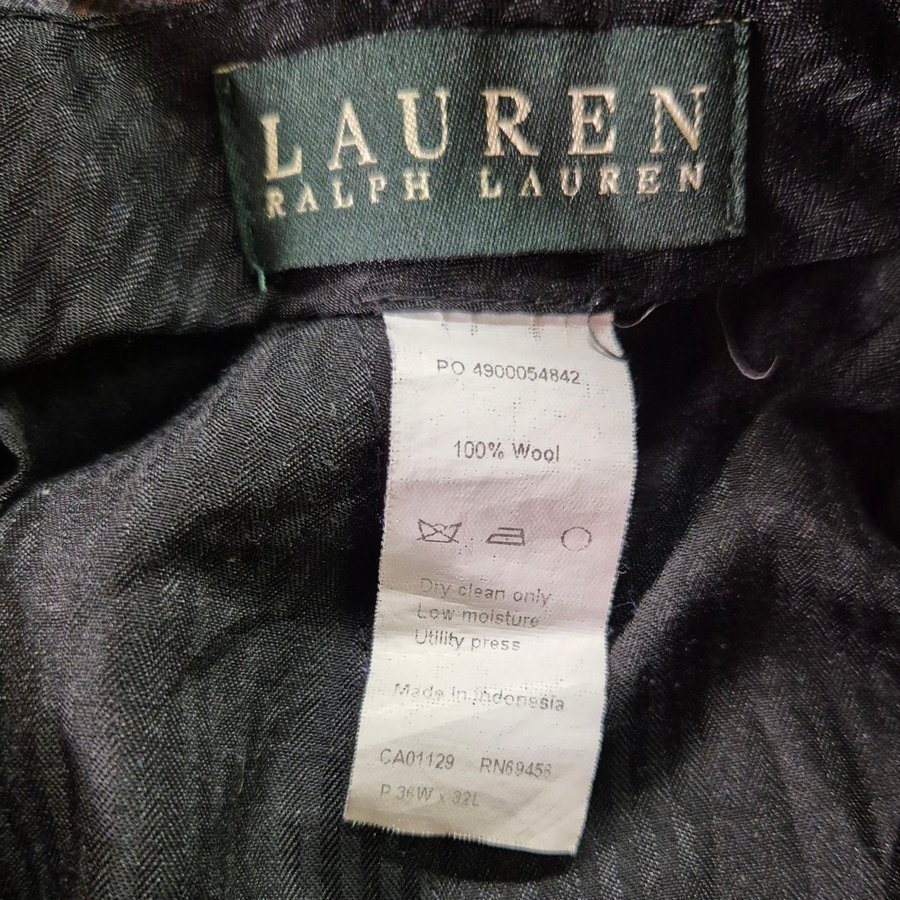 LAUREN
RALPH LAUREN
PO 4900054842
100% Wool
Dry clean only
Low moisture
Utility press
Made In Indonesia
CA01129 RN69456
P 36W x 32L